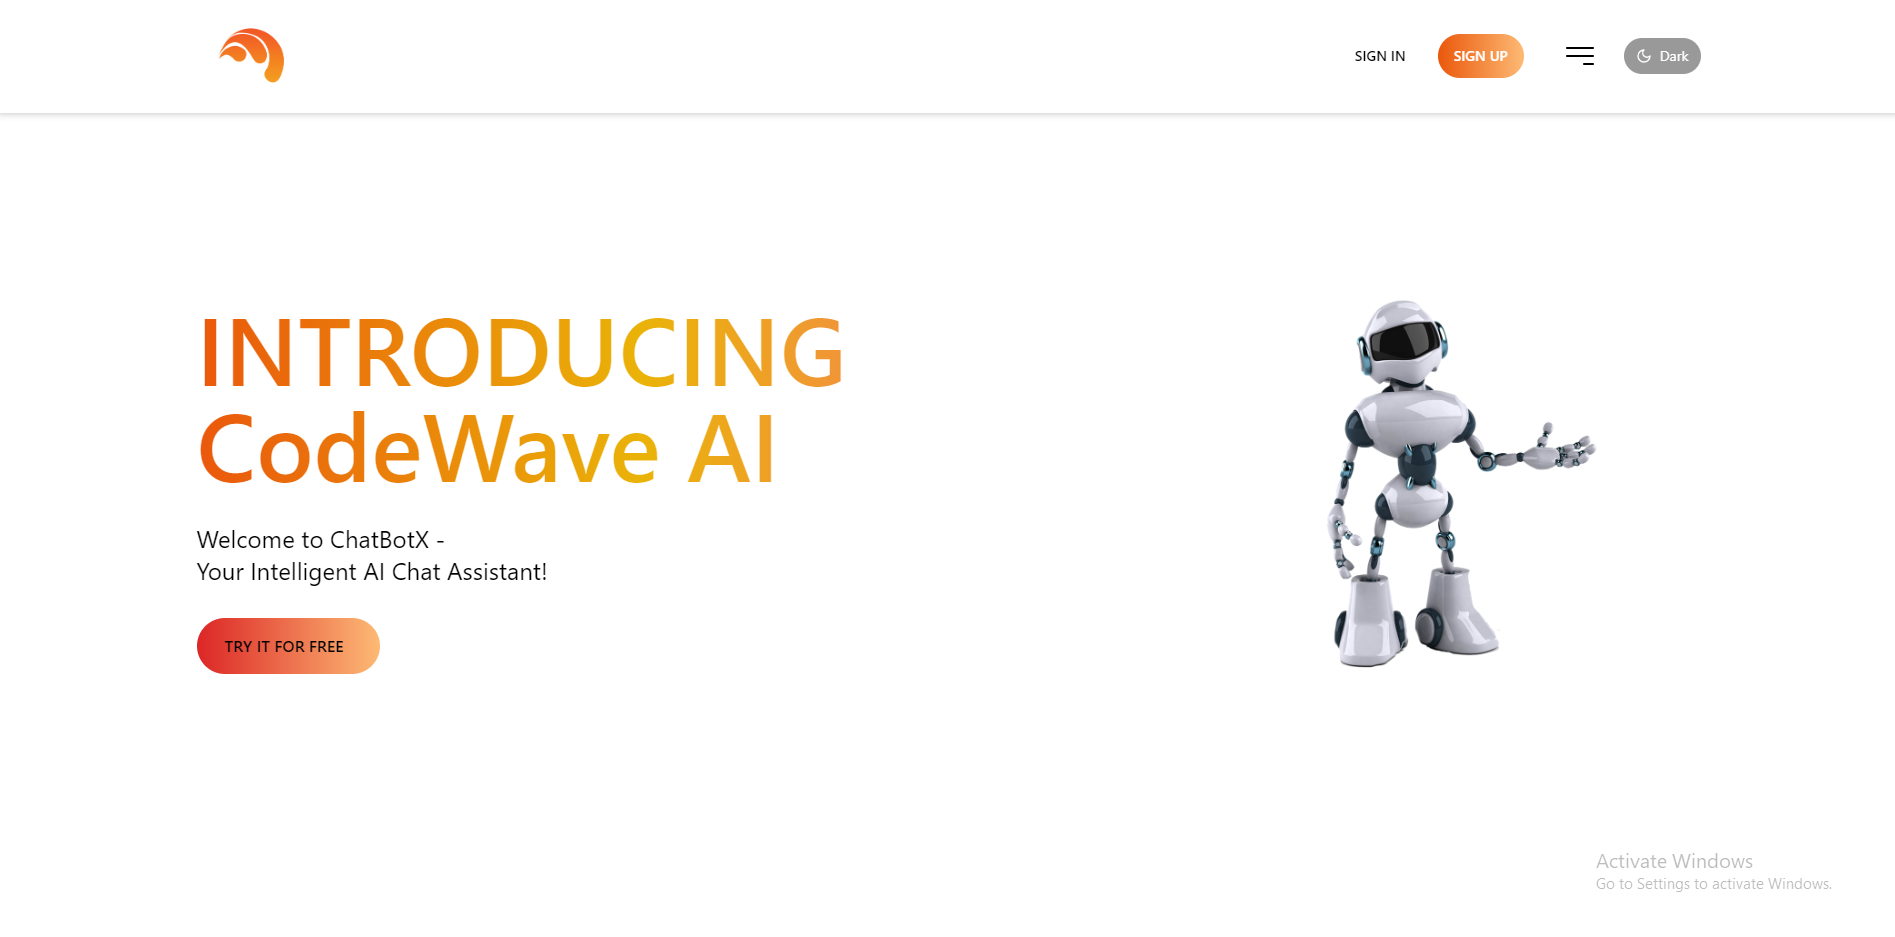 SIGN IN
SIGN UP
Dark
INTRODUCING
CodeWave AI
Welcome to ChatBotX -
Your Intelligent AI Chat Assistant!
TRY IT FOR FREE
Activate Windows
Go to Settings to activate Windows.